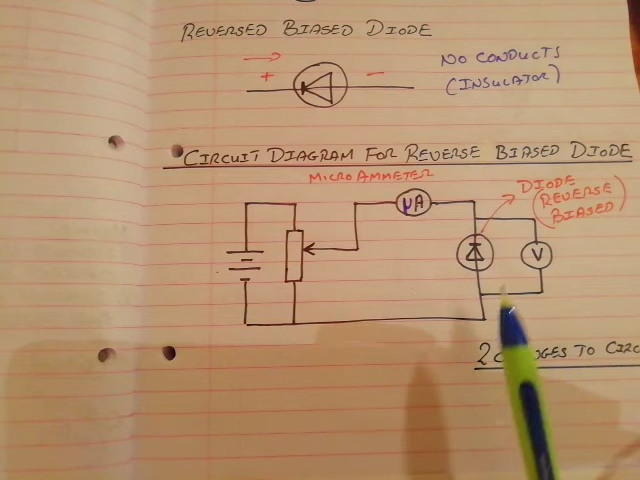 REVERSED BIASED DIODE
NO CONDUCTS
(INSULATOR)
+ −
CIRCUIT DIAGRAM FOR REVERSE BIASED DIODE
MICROAMMETER
µA
DIODE
(REVERSE
BIASED)
V
2 TO CIRC